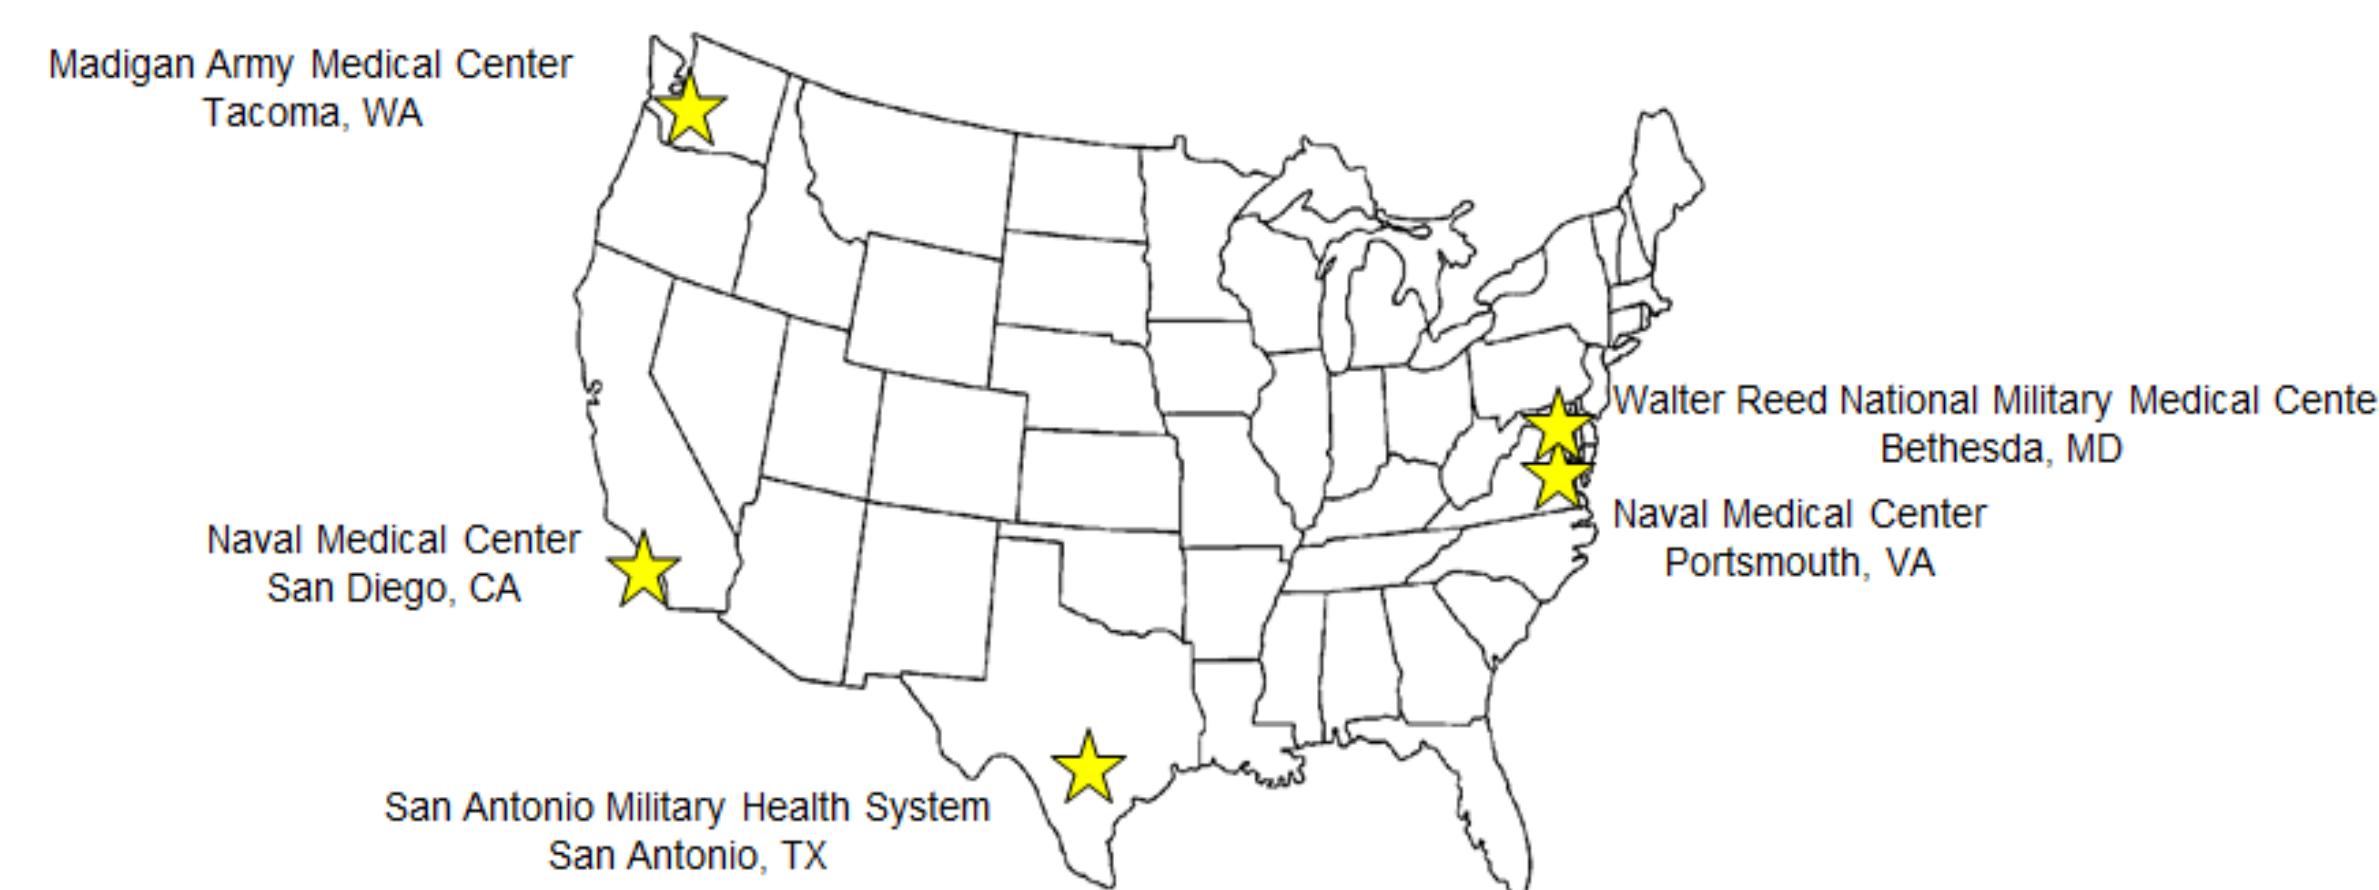 Madigan Army Medical Center
Tacoma, WA
Walter Reed National Military Medical Cente
Bethesda, MD
Naval Medical Center
Portsmouth, VA
Naval Medical Center
San Diego, CA
San Antonio Military Health System
San Antonio, TX